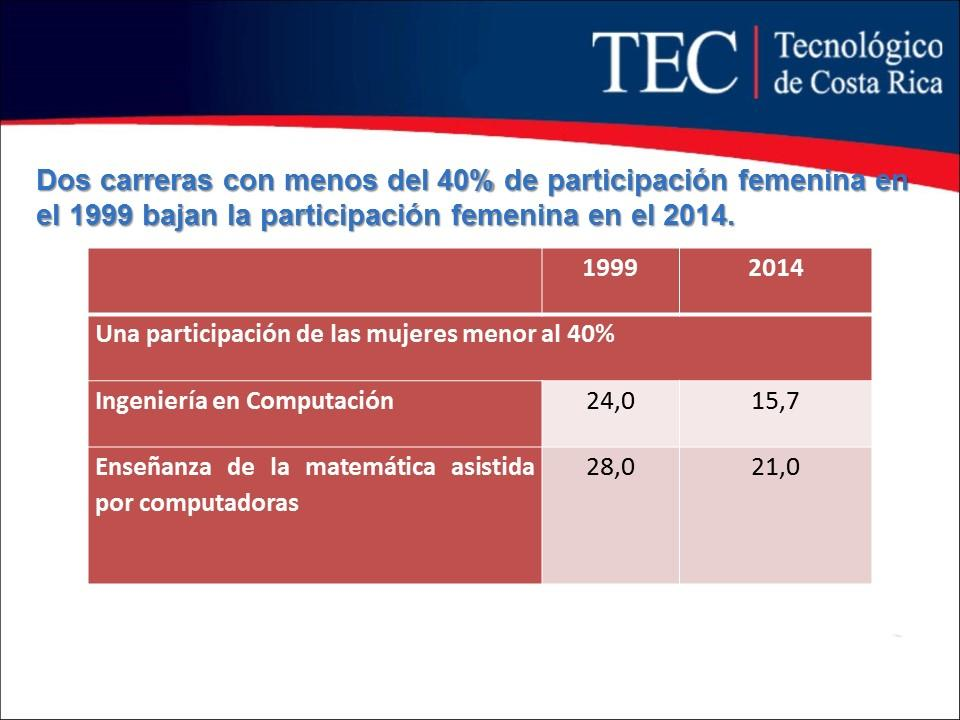 TEC
Tecnológico
de Costa Rica
Dos carreras con menos del 40% de participación femenina en
el 1999 bajan la participación femenina en el 2014.
1999 2014
Una participación de las mujeres menor al 40%
Ingeniería en Computación 24,0 15,7
Enseñanza de la matemática asistida 28,0 21,0
por computadoras